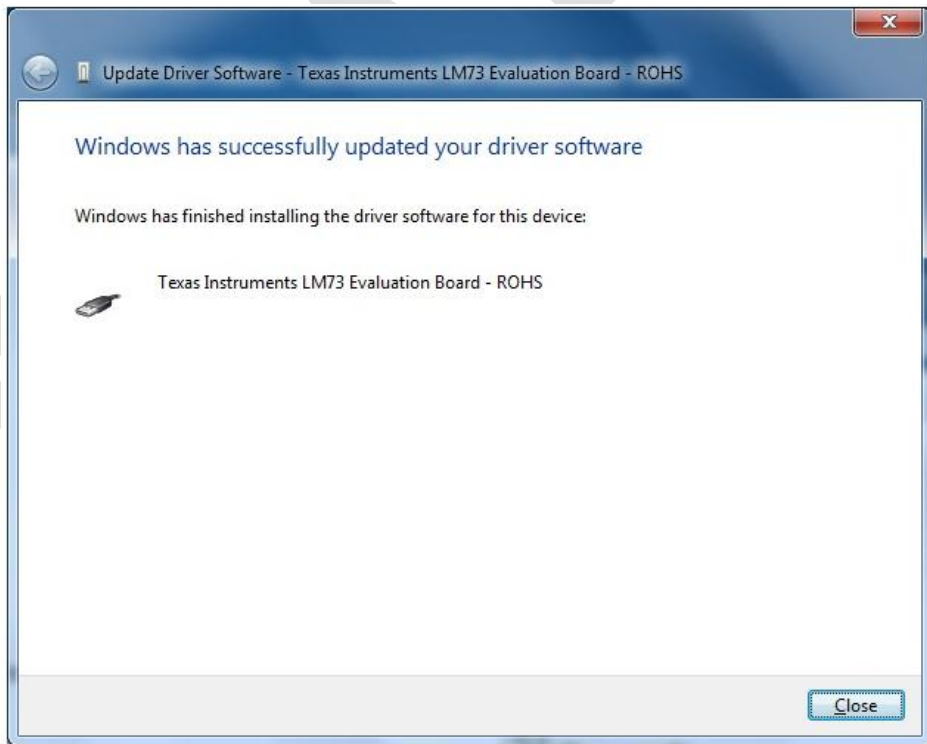 Update Driver Software - Texas Instruments LM73 Evaluation Board - ROHS
Windows has successfully updated your driver software
Windows has finished installing the driver software for this device:
Texas Instruments LM73 Evaluation Board - ROHS
Close